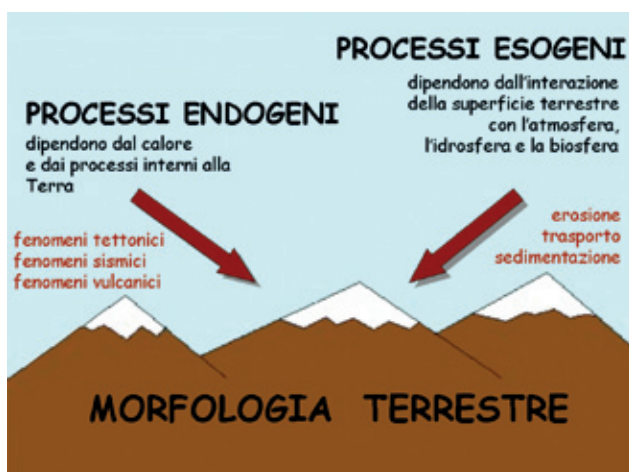 PROCESSI ENDOGENI
dipendono dal calore
e dai processi interni alla
Terra
fenomeni tettonici
fenomeni sismici
fenomeni vulcanici
PROCESSI ESOGENI
dipendono dall'interazione
della superficie terrestre
con l'atmosfera,
l'idrosfera e la biosfera
erosione
trasporto
sedimentazione
MORFOLOGIA TERRESTRE